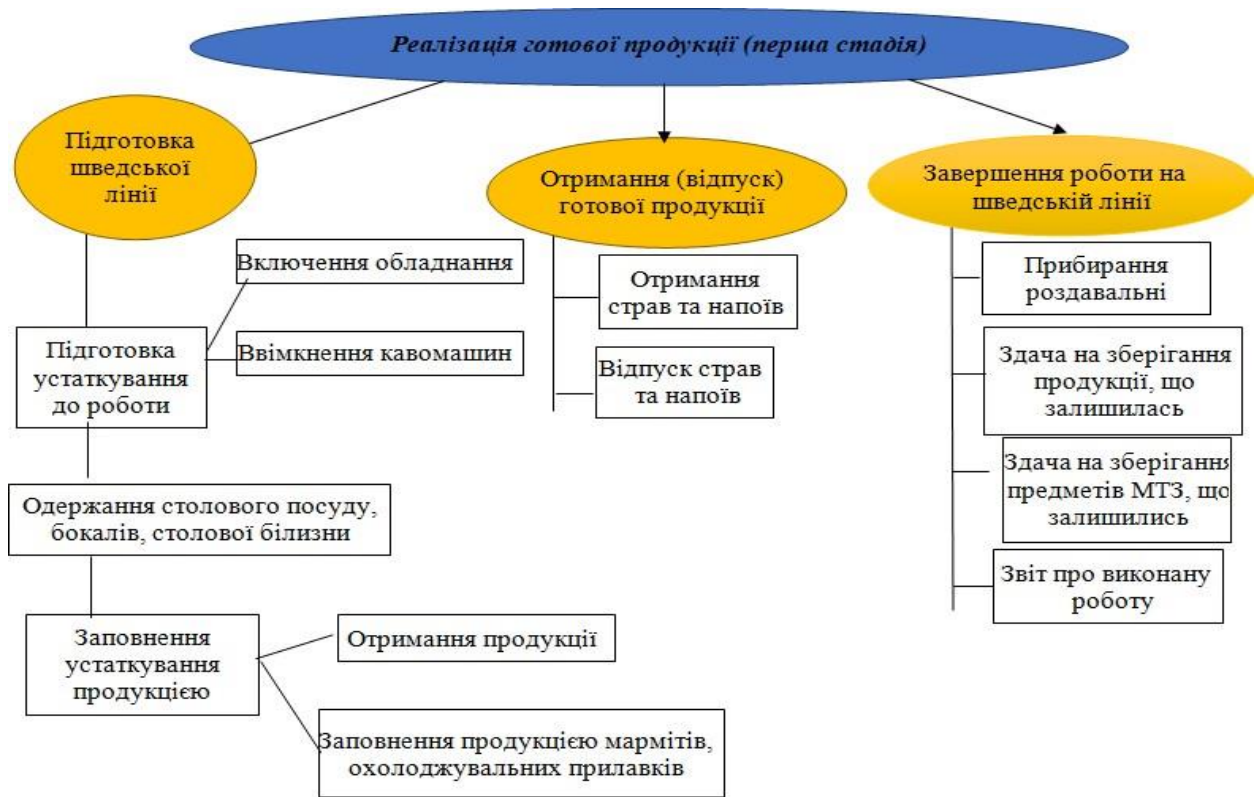 Реалізація готової продукції (перша стадія)
Підготовка
шведської
лінії
Отримання (відпуск)
готової продукції
Завершення роботи на
шведській лінії
Включення обладнання
Ввімкнення кавомашин
Підготовка
устаткування
до роботи
Одержання столового посуду,
бокалів, столової білизни
Заповнення
устаткування
продукцією
Отримання продукції
Заповнення продукцією мармітів,
охолоджувальних прилавків
Отримання
страв та напоїв
Відпуск страв
та напоїв
Прибирання
роздавальні
Здача на зберігання
продукції, що
залишилась
Здача на зберігання
предметів МТЗ, що
залишились
Звіт про виконану
роботу